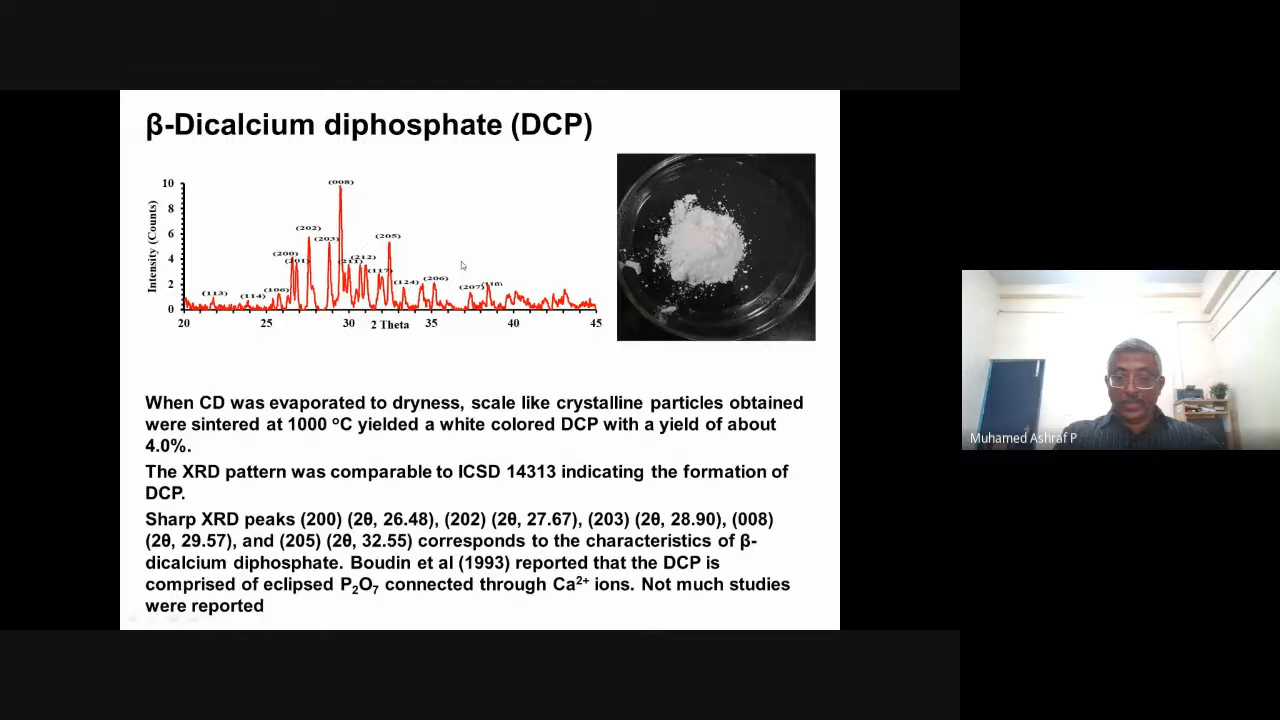 β-Dicalcium diphosphate (DCP)
Intensity (Counts)
10
8
6
4
2
0
(008)
(202)
(203)
(205)
(200)
(201)
(211)
(212)
(117)
(113)
(114)
(106)
(124)
(206)
(207)
20
25
30
2 Theta
35
40
45
When CD was evaporated to dryness, scale like crystalline particles obtained
were sintered at 1000 ᵒC yielded a white colored DCP with a yield of about
4.0%.
The XRD pattern was comparable to ICSD 14313 indicating the formation of
DCP.
Sharp XRD peaks (200) (2θ, 26.48), (202) (2θ, 27.67), (203) (2θ, 28.90), (008)
(2θ, 29.57), and (205) (2θ, 32.55) corresponds to the characteristics of β-
dicalcium diphosphate. Boudin et al (1993) reported that the DCP is
comprised of eclipsed P₂O₇ connected through Ca²⁺ ions. Not much studies
were reported
Muhamed Ashraf P